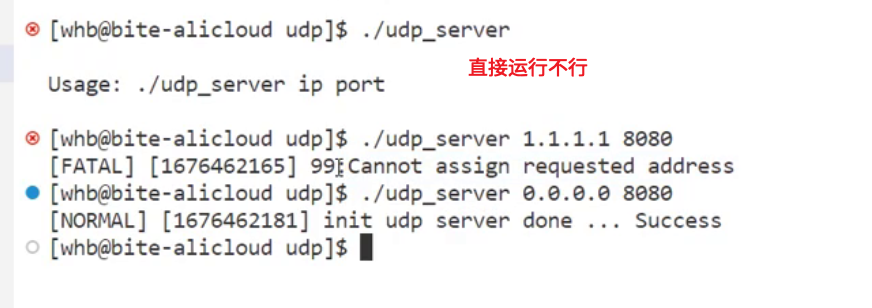 [whb@bite-alicloud udp]$ ./udp_server
直接运行不行
Usage: ./udp_server ip port
[whb@bite-alicloud udp]$ ./udp_server 1.1.1.1 8080
[FATAL] [1676462165] 99:Cannot assign requested address
[whb@bite-alicloud udp]$ ./udp_server 0.0.0.0 8080
[NORMAL] [1676462181] init udp server done ... Success
[whb@bite-alicloud udp]$